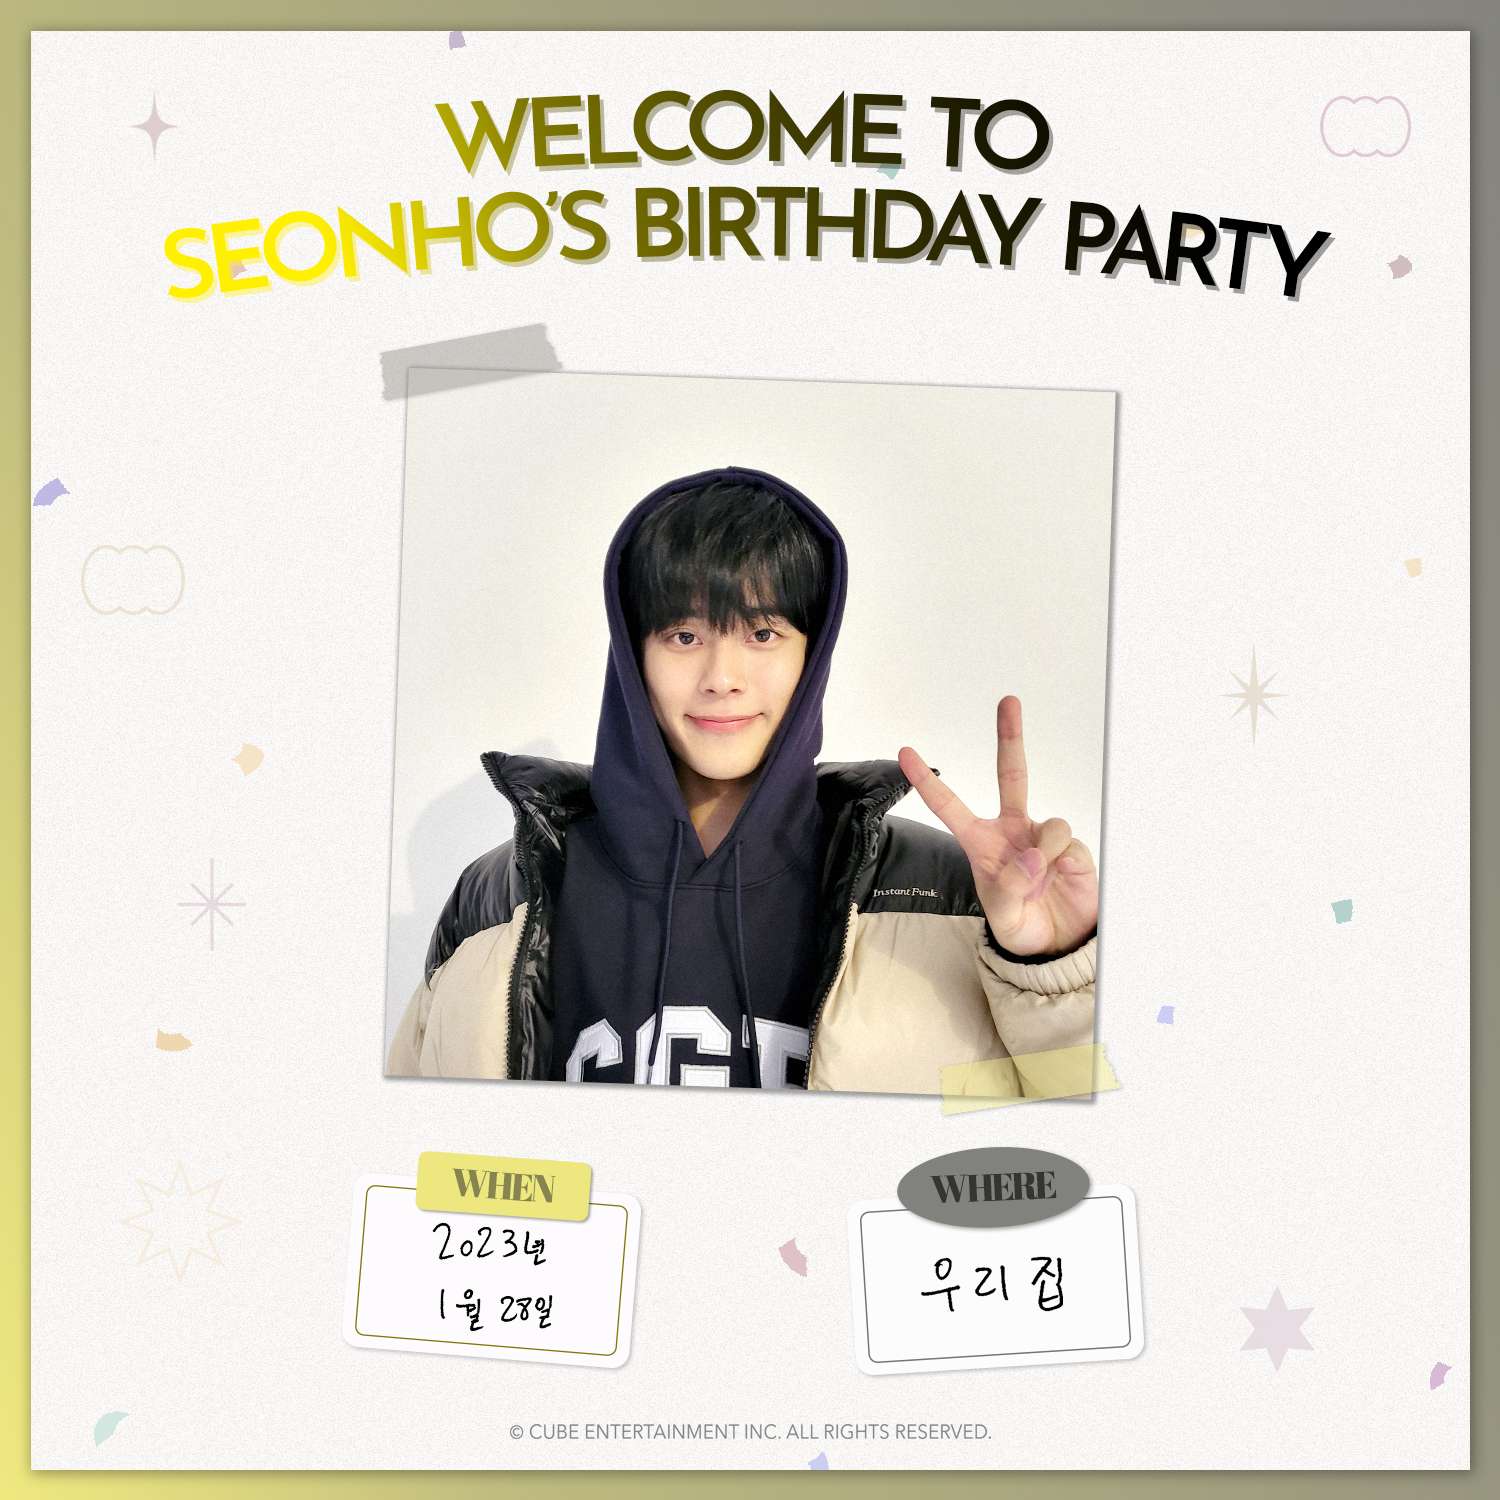 WELCOME TO
SEONHO'S BIRTHDAY PARTY
Instant Funk
WHEN
2023년
1월 28일
WHERE
우리집
© CUBE ENTERTAINMENT INC. ALL RIGHTS RESERVED.